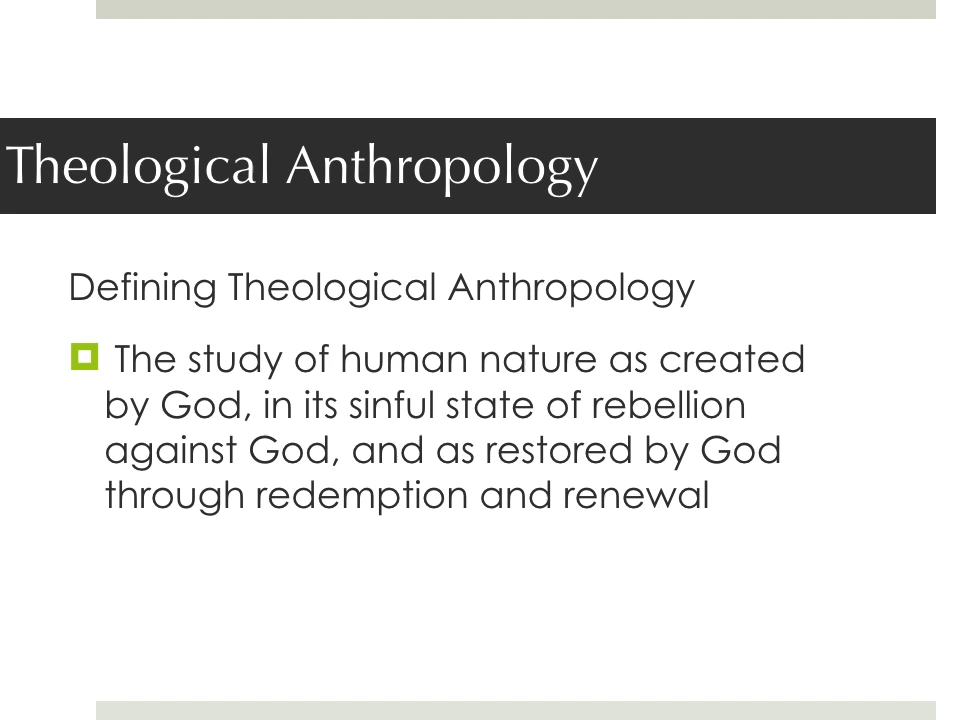 Theological Anthropology
Defining Theological Anthropology
The study of human nature as created
by God, in its sinful state of rebellion
against God, and as restored by God
through redemption and renewal